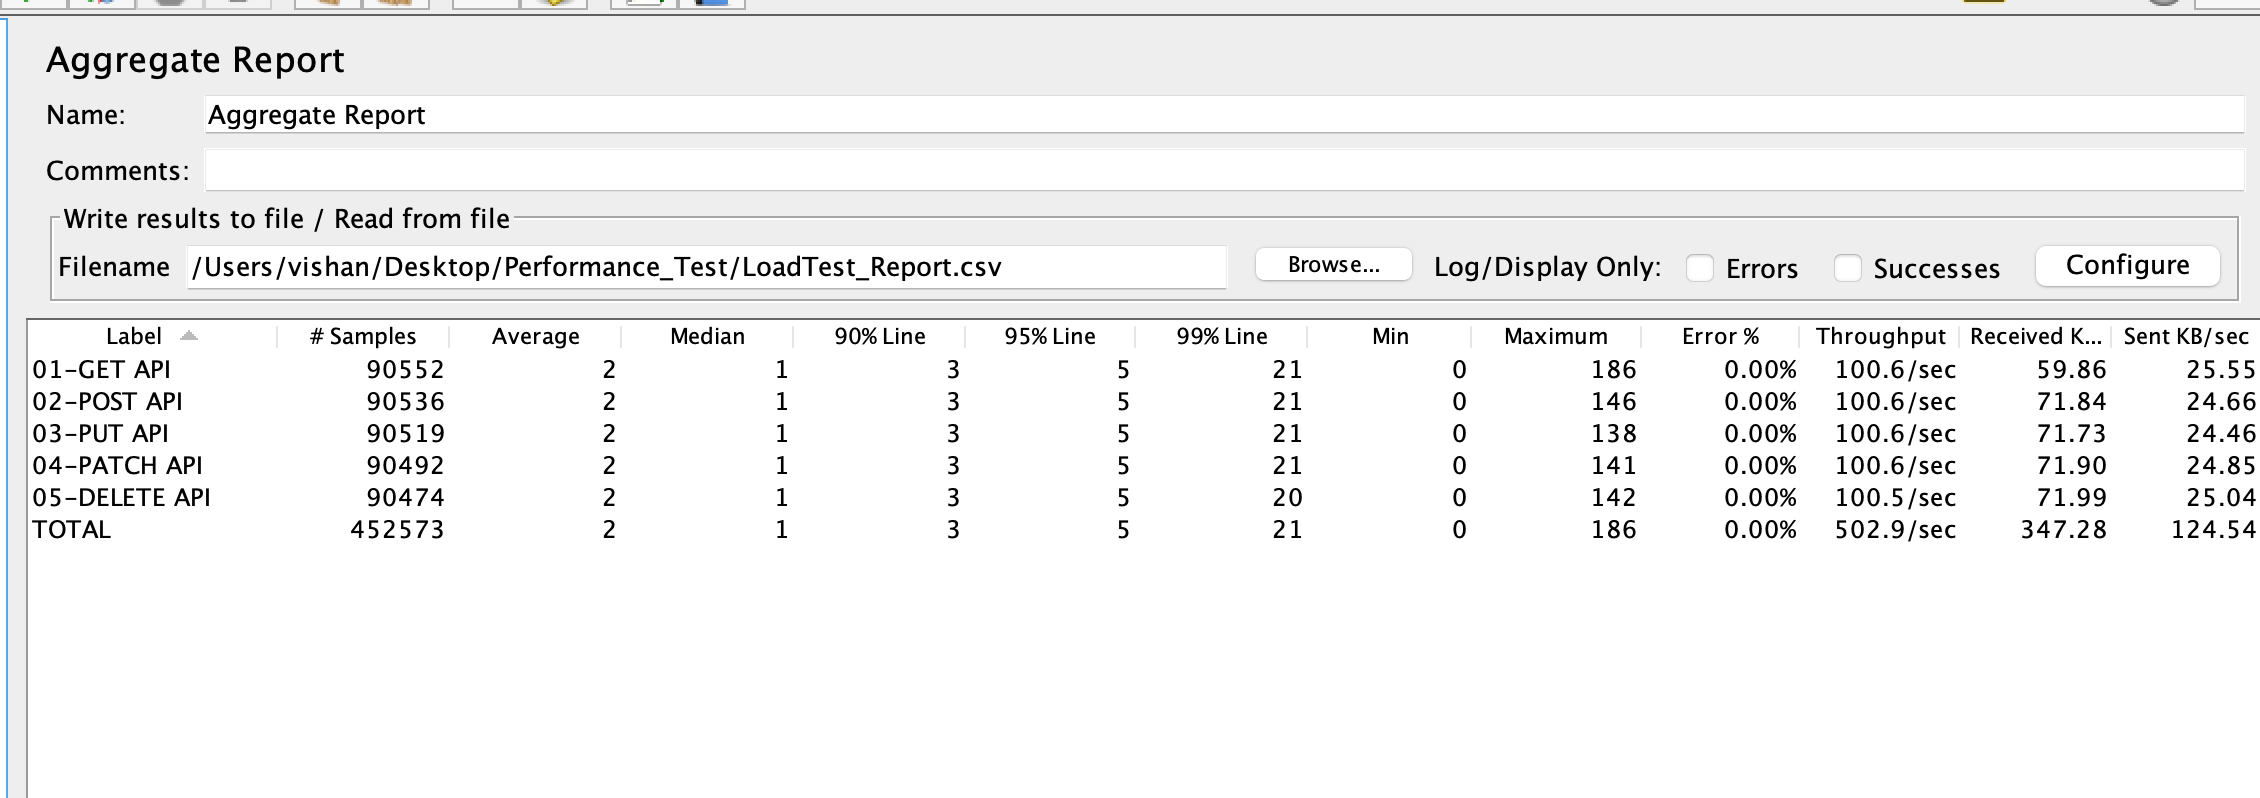 Aggregate Report
Name: Aggregate Report
Comments:
Write results to file / Read from file
Filename /Users/vishan/Desktop/Performance_Test/LoadTest_Report.csv Browse... Log/Display Only: Errors Successes Configure
Label # Samples Average Median 90% Line 95% Line 99% Line Min Maximum Error % Throughput Received K... Sent KB/sec
01-GET API 90552 2 1 3 5 21 0 186 0.00% 100.6/sec 59.86 25.55
02-POST API 90536 2 1 3 5 21 0 146 0.00% 100.6/sec 71.84 24.66
03-PUT API 90519 2 1 3 5 21 0 138 0.00% 100.6/sec 71.73 24.46
04-PATCH API 90492 2 1 3 5 21 0 141 0.00% 100.6/sec 71.90 24.85
05-DELETE API 90474 2 1 3 5 20 0 142 0.00% 100.5/sec 71.99 25.04
TOTAL 452573 2 1 3 5 21 0 186 0.00% 502.9/sec 347.28 124.54